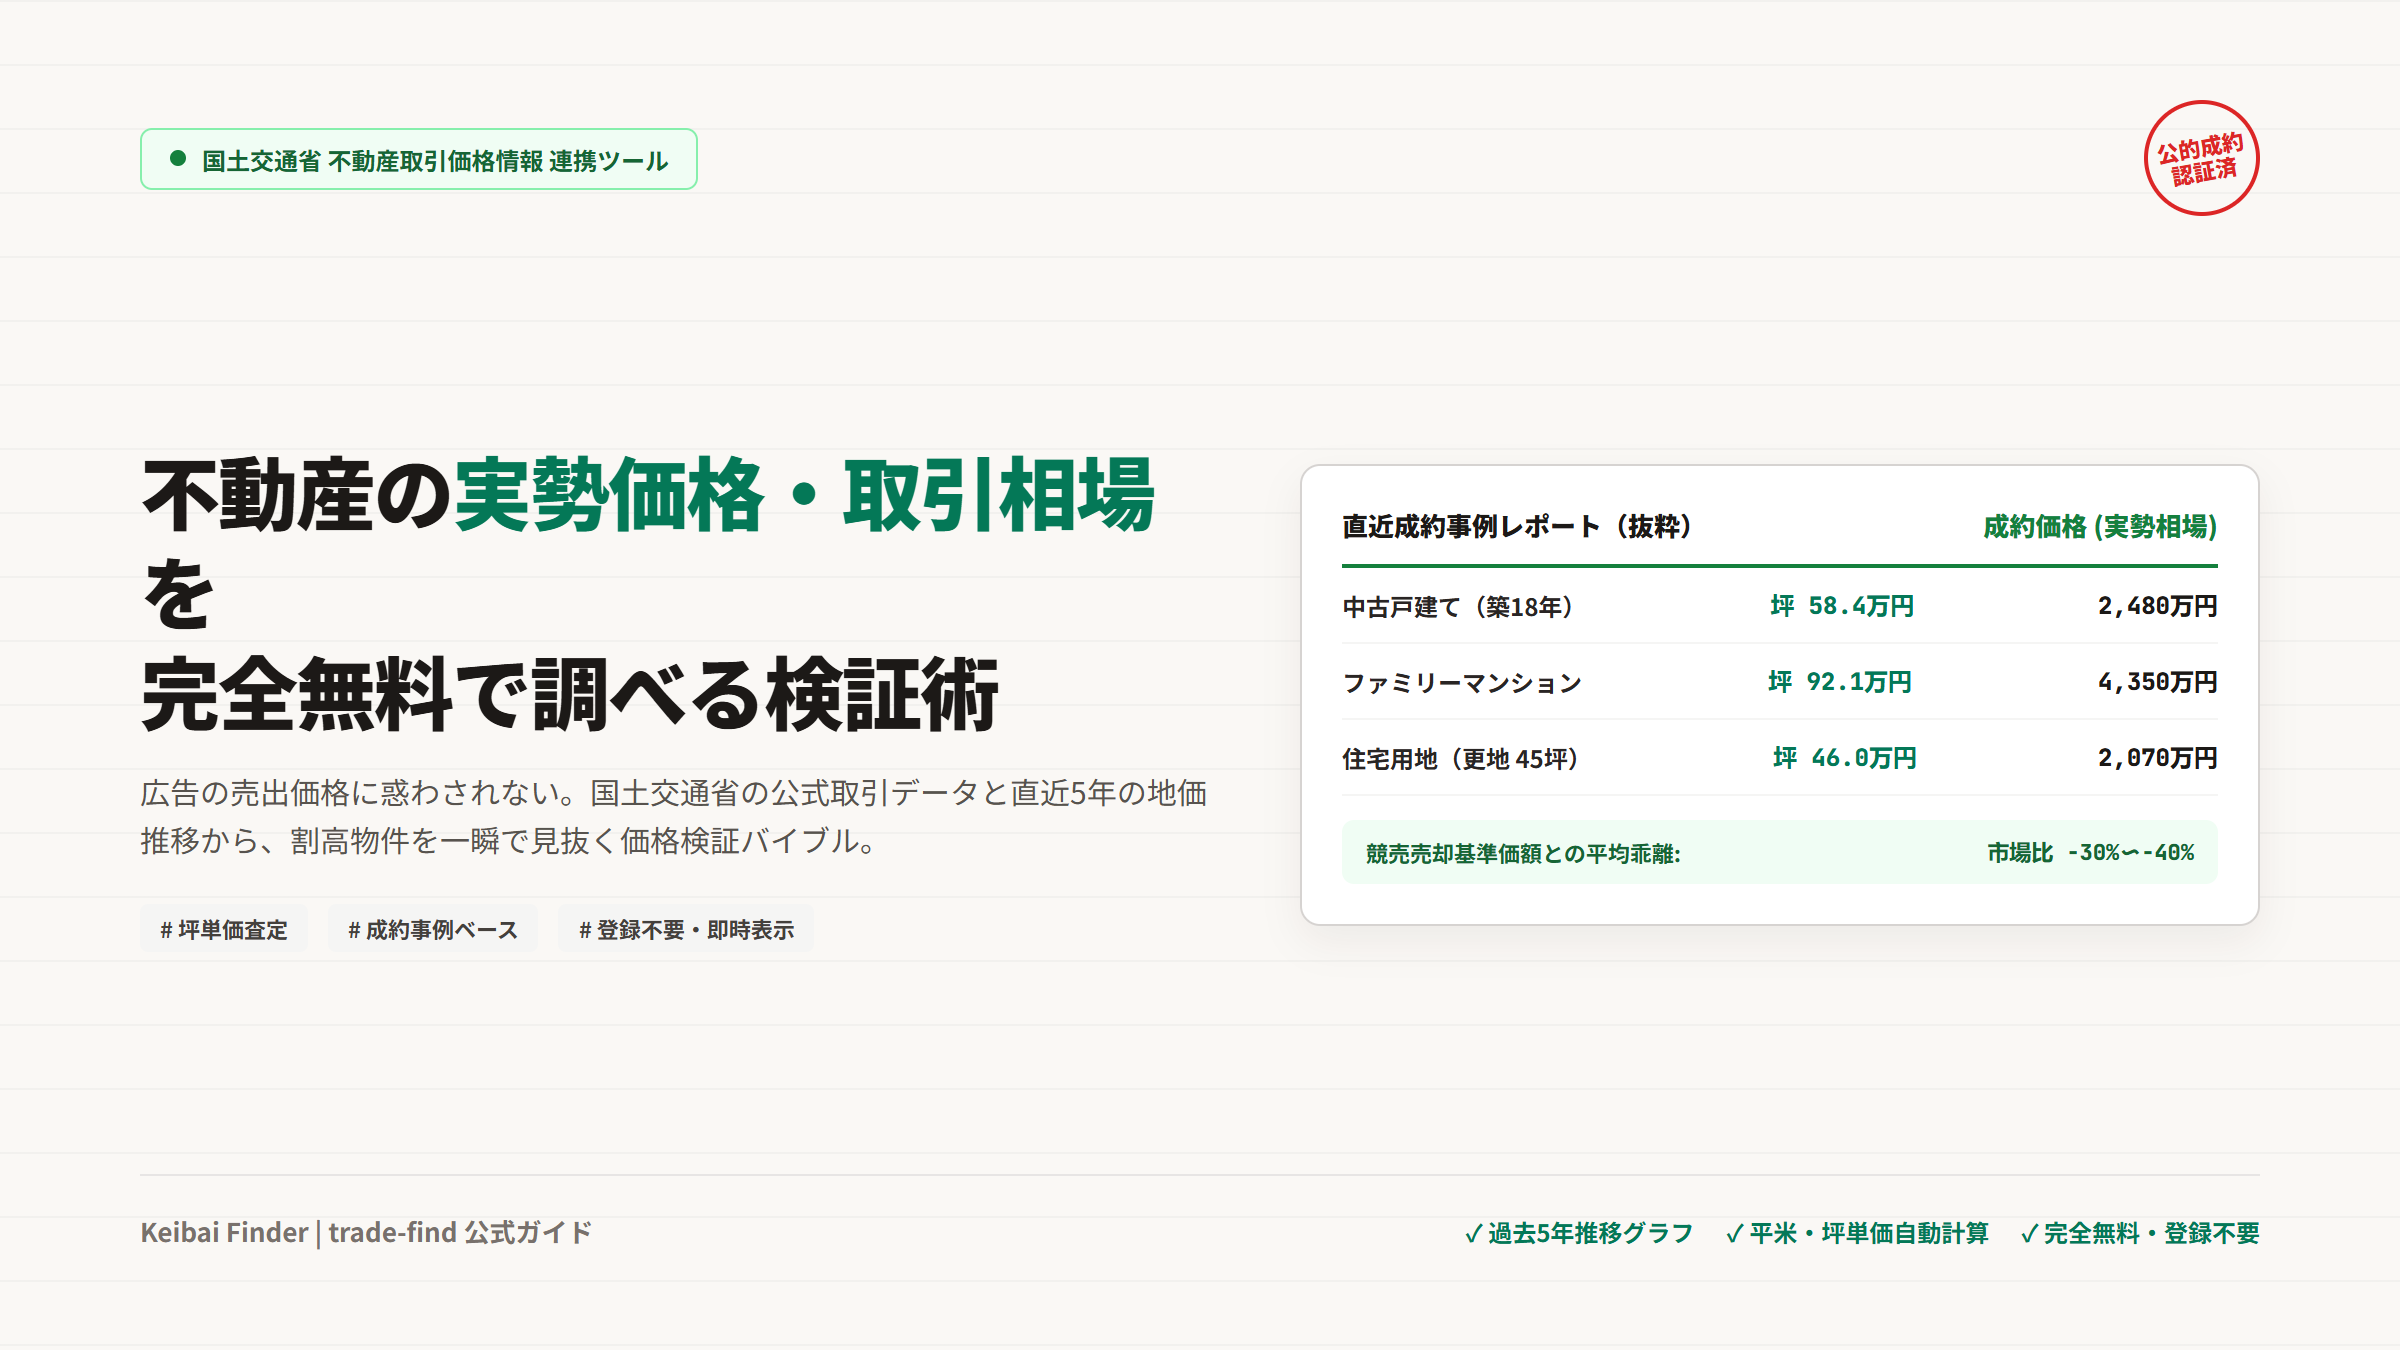 国土交通省 不動産取引価格情報 連携ツール
公的成約
認証済
不動産の実勢価格・取引相場
を
完全無料で調べる検証術
広告の売出価格に惑わされない。国土交通省の公式取引データと直近5年の地価
推移から、割高物件を一瞬で見抜く価格検証バイブル。
# 坪単価査定 # 成約事例ベース # 登録不要・即時表示
直近成約事例レポート（抜粋） 成約価格 (実勢相場)
中古戸建て（築18年） 坪 58.4万円 2,480万円
ファミリーマンション 坪 92.1万円 4,350万円
住宅用地（更地 45坪） 坪 46.0万円 2,070万円
競売売却基準価額との平均乖離: 市場比 -30%〜-40%
Keibai Finder | trade-find 公式ガイド
✓ 過去5年推移グラフ ✓ 平米・坪単価自動計算 ✓ 完全無料・登録不要